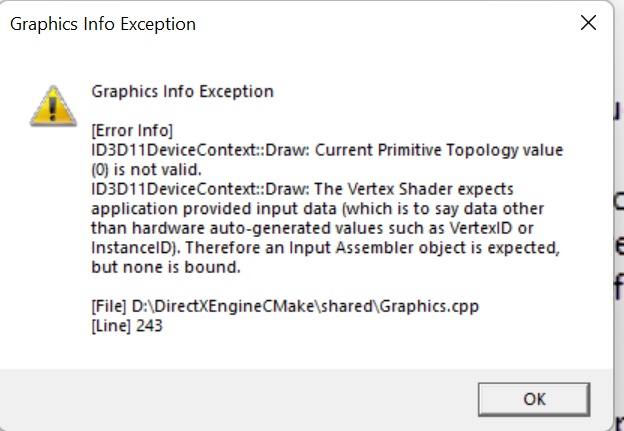 Graphics Info Exception
Graphics Info Exception
[Error Info]
ID3D11DeviceContext::Draw: Current Primitive Topology value
(0) is not valid.
ID3D11DeviceContext::Draw: The Vertex Shader expects
application provided input data (which is to say data other
than hardware auto-generated values such as VertexID or
InstanceID). Therefore an Input Assembler object is expected,
but none is bound.
[File] D:\DirectXEngineCMake\shared\Graphics.cpp
[Line] 243
OK